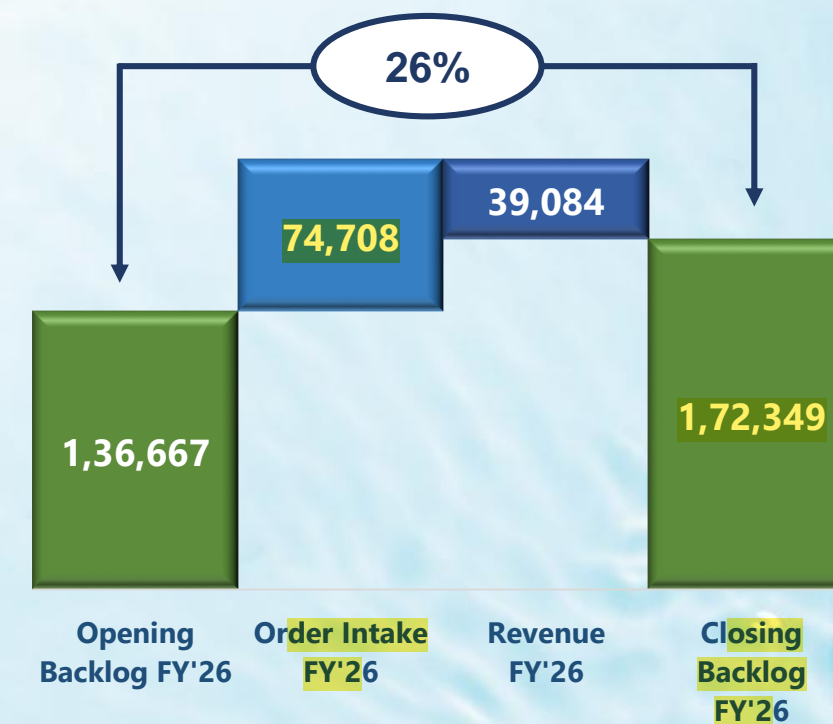 26%
39,084
74,708
1,72,349
1,36,667
Opening
Backlog FY'26
Order Intake
FY'26
Revenue
FY'26
Closing
Backlog
FY'26